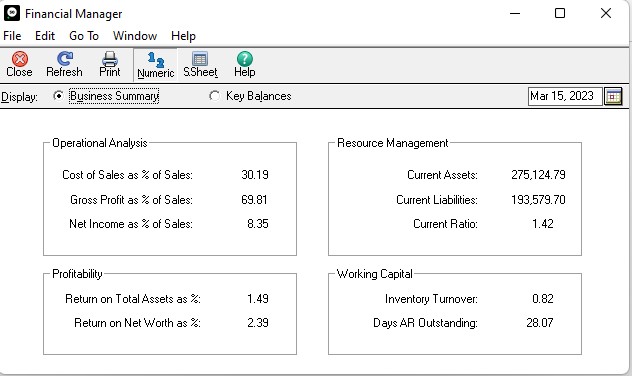 Financial Manager
File Edit Go To Window Help
Close Refresh Print Numeric S.Sheet Help
Display: Business Summary Key Balances Mar 15, 2023
Operational Analysis
Cost of Sales as % of Sales: 30.19
Gross Profit as % of Sales: 69.81
Net Income as % of Sales: 8.35
Resource Management
Current Assets: 275,124.79
Current Liabilities: 193,579.70
Current Ratio: 1.42
Profitability
Return on Total Assets as %: 1.49
Return on Net Worth as %: 2.39
Working Capital
Inventory Turnover: 0.82
Days AR Outstanding: 28.07